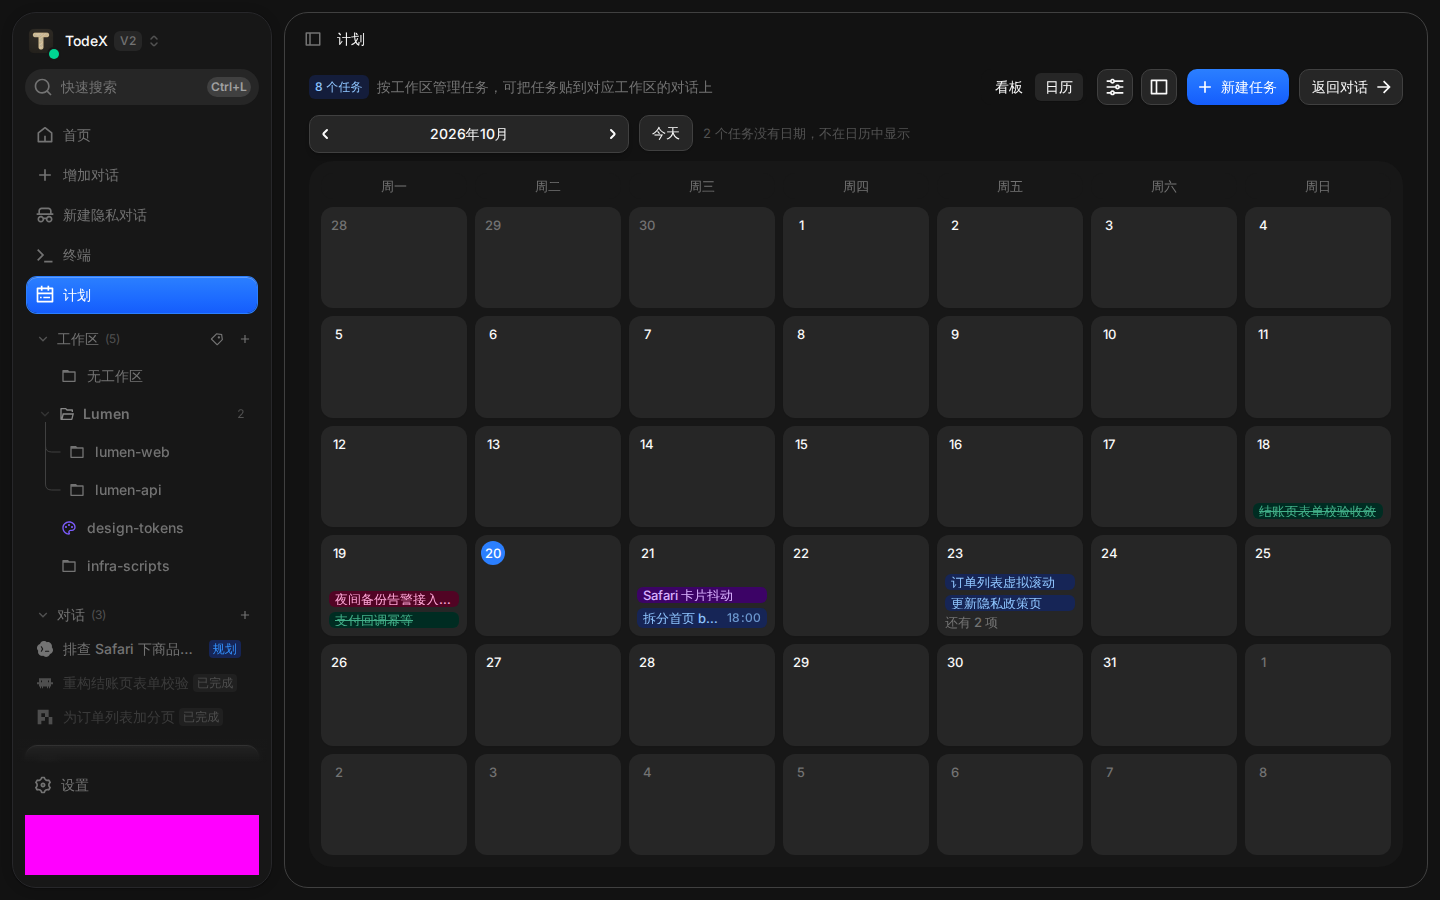 TodeX V2
快速搜索 Ctrl+L
首页
增加对话
新建隐私对话
终端
计划
工作区 (5)
无工作区
Lumen 2
lumen-web
lumen-api
design-tokens
infra-scripts
对话 (3)
排查 Safari 下商品... 规划
重构结账页表单校验 已完成
为订单列表加分页 已完成
设置
计划
8 个任务 按工作区管理任务，可把任务贴到对应工作区的对话上
看板 日历 新建任务 返回对话
2026年10月 今天 2 个任务没有日期，不在日历中显示
周一 周二 周三 周四 周五 周六 周日
28 29 30 1 2 3 4
5 6 7 8 9 10 11
12 13 14 15 16 17 18
结账页表单校验收敛
19 20 21 22 23 24 25
夜间备份告警接入...
支付回调幂等
Safari 卡片抖动
拆分首页 b... 18:00
订单列表虚拟滚动
更新隐私政策页
还有 2 项
26 27 28 29 30 31 1
2 3 4 5 6 7 8